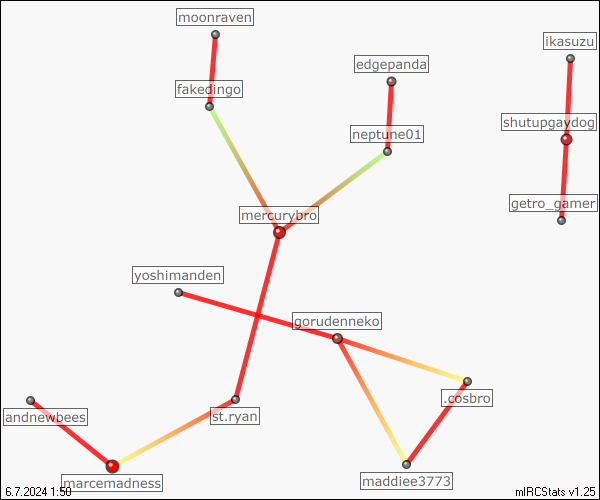 moonraven
ikasuzu
edgepanda
fakedingo
shutupgaydog
neptune01
getro_gamer
mercurybro
yoshimanden
gorudenneko
.cosbro
andnewbees
st.ryan
marcemadness
maddiee3773
6.7.2024 1:50
mIRCStats v1.25